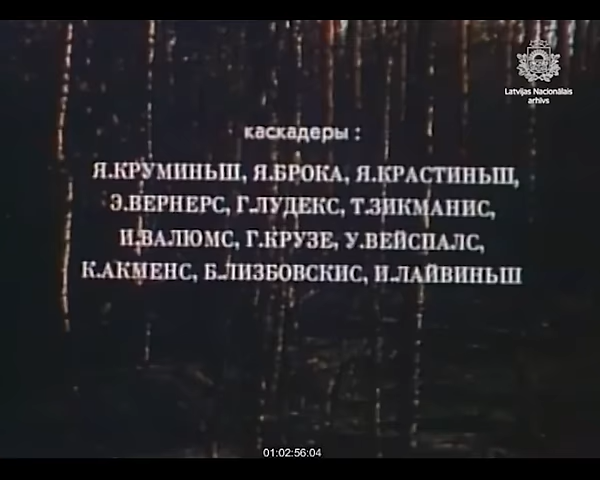 Latvijas Nacionālais
arhīvs
каскадеры :
Я.КРУМИНЬШ, Я.БРОКА, Я.КРАСТИНЬШ,
Э.ВЕРНЕРС, Г.ЛУДЕКС, Т.ЗИКМАНИС,
И.ВАЛЮМС, Г.КРУЗЕ, У.ВЕЙСПАЛС,
К.АКМЕНС, Б.ЛИЗБОВСКИС, И.ЛАЙВИНЬШ
01:02:56:04